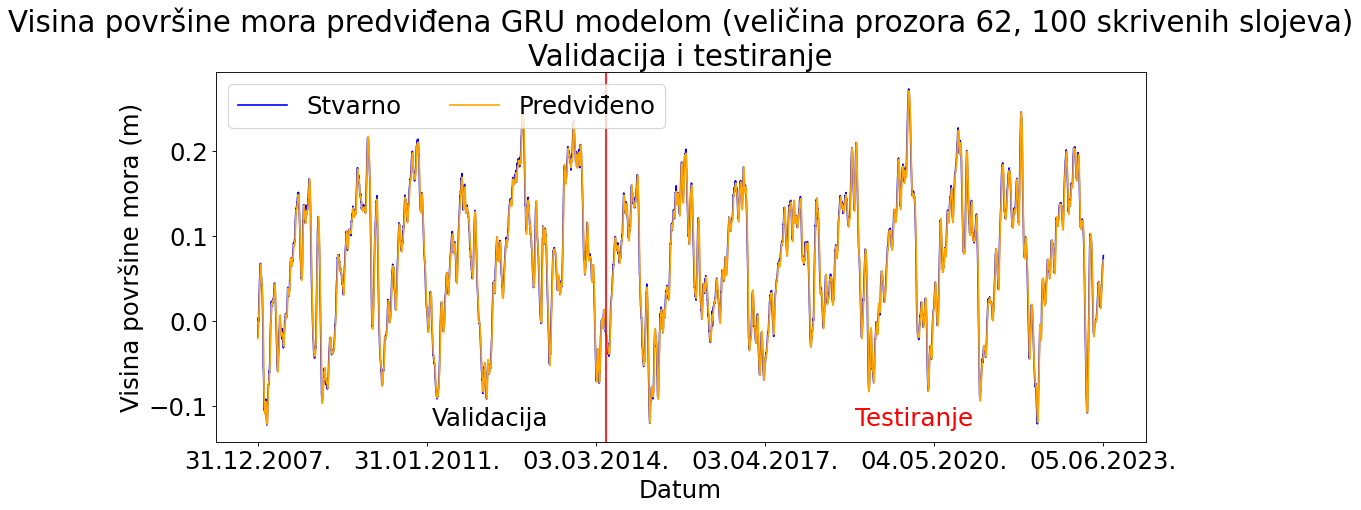 Visina površine mora predviđena GRU modelom (veličina prozora 62, 100 skrivenih slojeva)
Validacija i testiranje
Stvarno Predviđeno
Visina površine mora (m)
0.2
0.1
0.0
−0.1
Validacija Testiranje
31.12.2007. 31.01.2011. 03.03.2014. 03.04.2017. 04.05.2020. 05.06.2023.
Datum